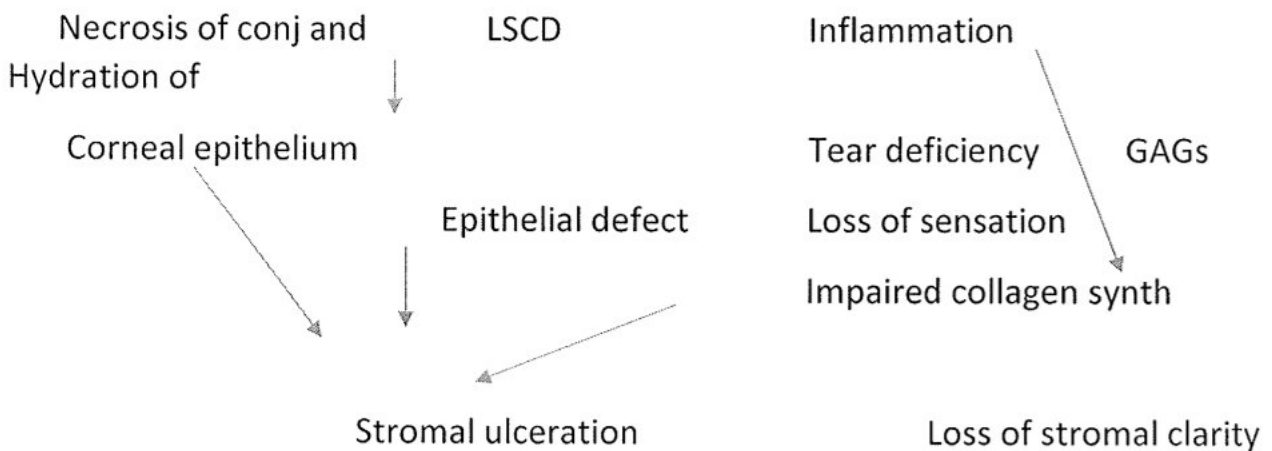 Necrosis of conj and LSCD Inflammation
Hydration of
Corneal epithelium Tear deficiency GAGs
Epithelial defect Loss of sensation
Impaired collagen synth
Stromal ulceration Loss of stromal clarity